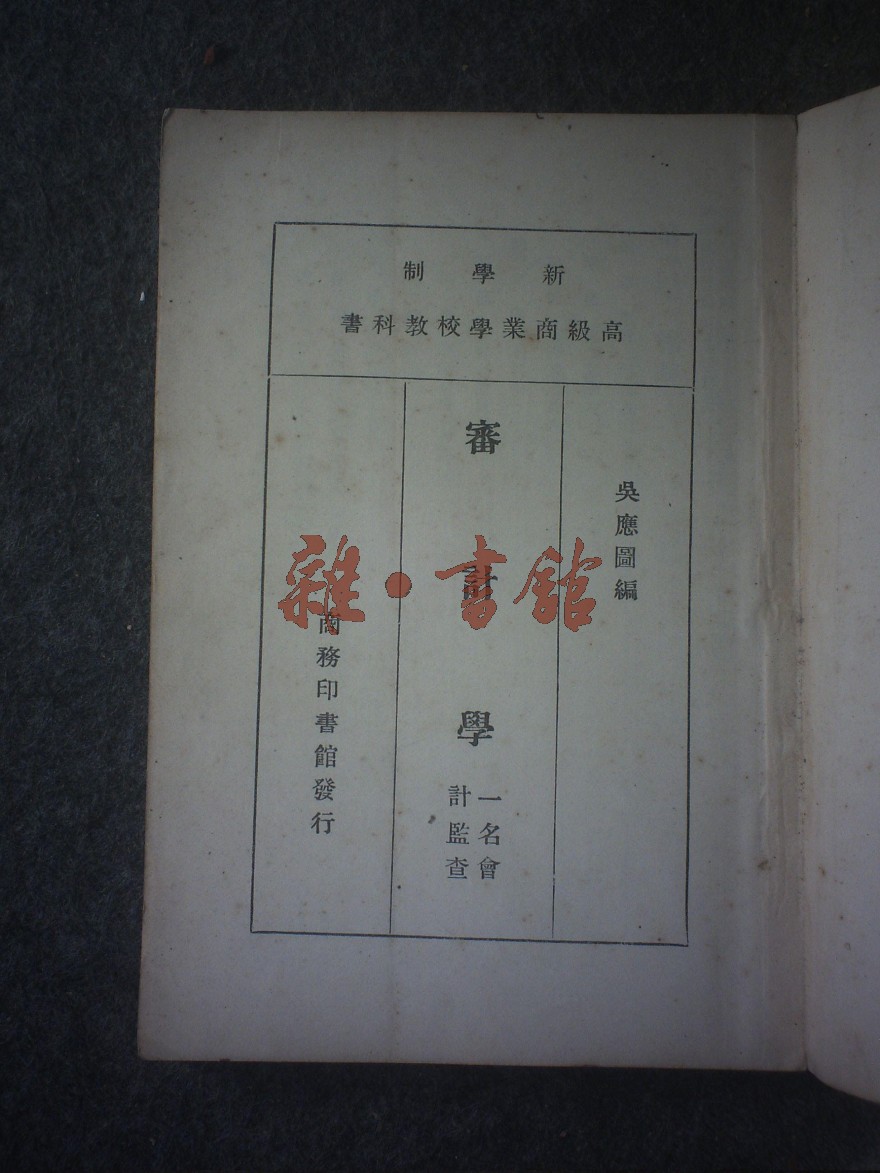 新學制
高級商業學校教科書
吳應圖編
審計學
一名會
計監查
商務印書館發行
雜·書館